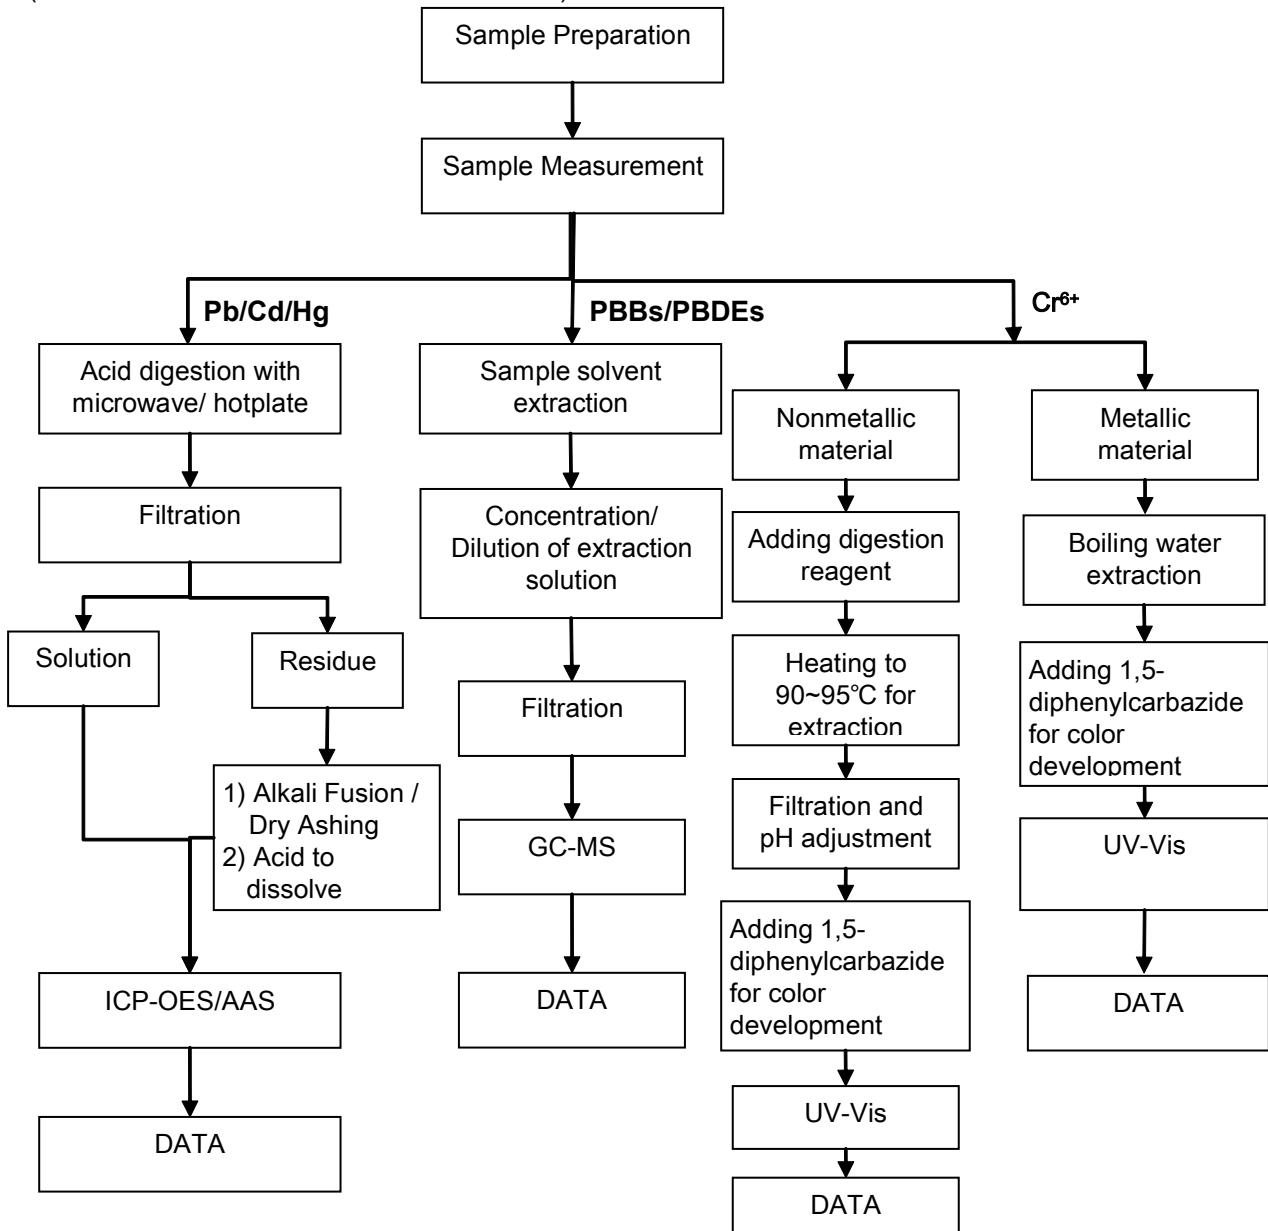 Sample Preparation
Sample Measurement
Pb/Cd/Hg
PBBs/PBDEs
Cr⁶⁺
Acid digestion with
microwave/ hotplate
Filtration
Solution
Residue
1) Alkali Fusion /
Dry Ashing
2) Acid to
dissolve
ICP-OES/AAS
DATA
Sample solvent
extraction
Concentration/
Dilution of extraction
solution
Filtration
GC-MS
DATA
Nonmetallic
material
Adding digestion
reagent
Heating to
90~95℃ for
extraction
Filtration and
pH adjustment
Adding 1,5-
diphenylcarbazide
for color
development
UV-Vis
DATA
Metallic
material
Boiling water
extraction
Adding 1,5-
diphenylcarbazide
for color
development
UV-Vis
DATA